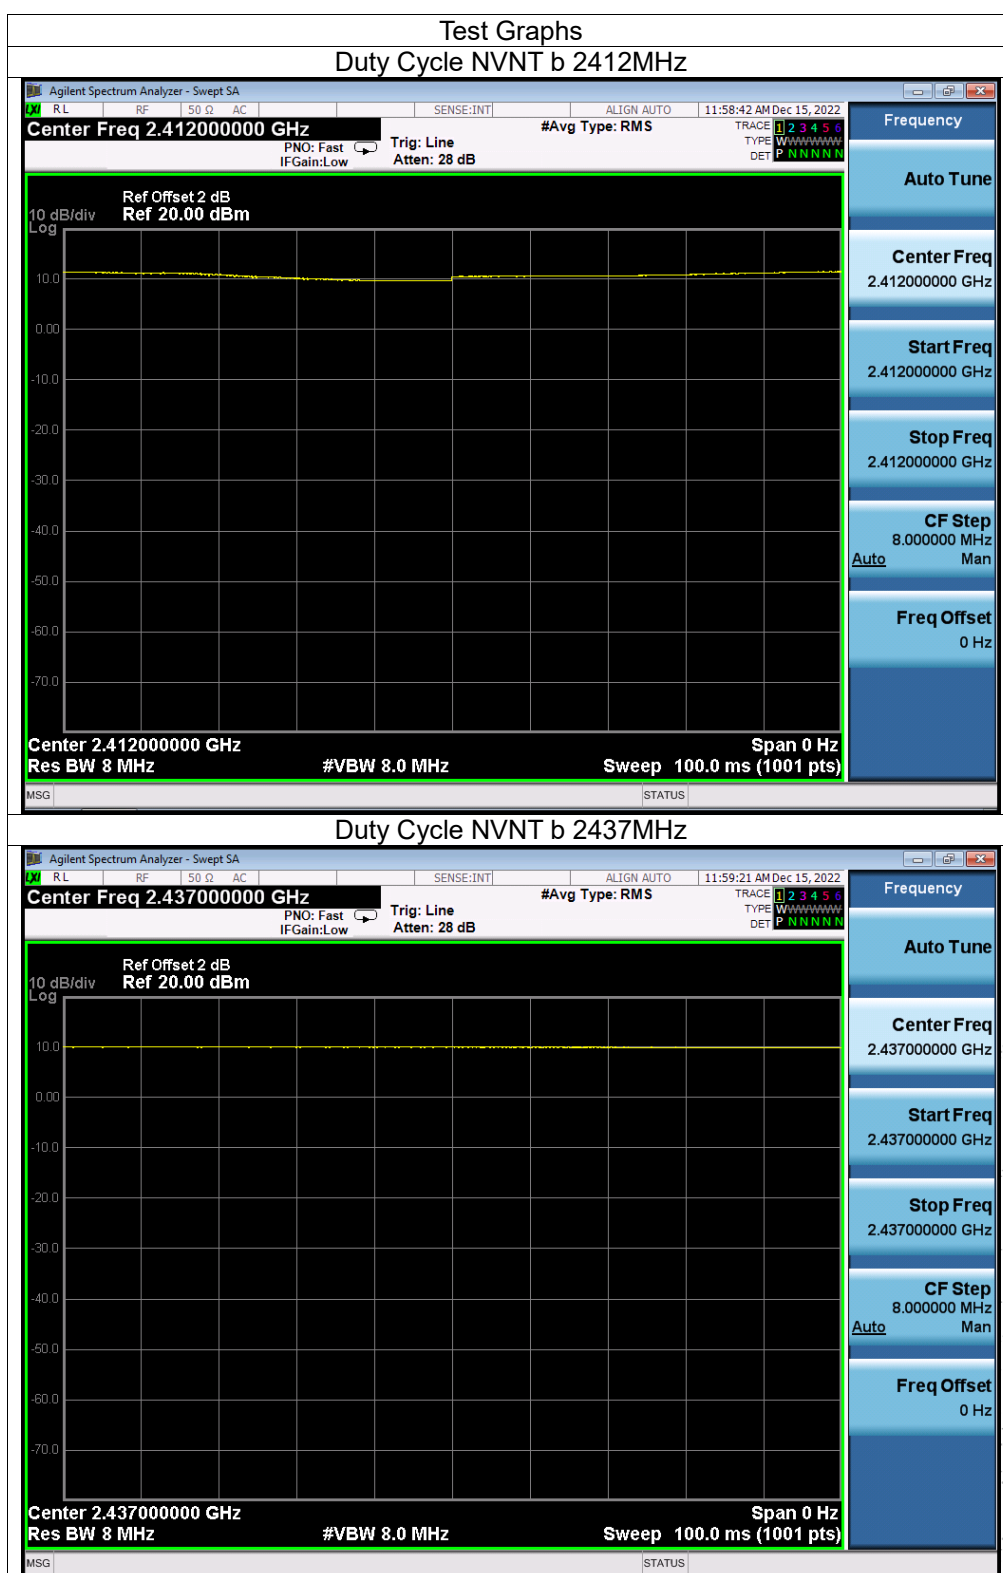 Test Graphs
Duty Cycle NVNT b 2412MHz
Agilent Spectrum Analyzer - Swept SA
LXI RL RF 50 Ω AC SENSE:INT ALIGN AUTO 11:58:42 AM Dec 15, 2022
Center Freq 2.412000000 GHz #Avg Type: RMS TRACE 1 2 3 4 5 6
PNO: Fast Trig: Line TYPE WWWWWW
IFGain:Low Atten: 28 dB DET P N N N N N
Frequency
Auto Tune
Ref Offset 2 dB
10 dB/div Ref 20.00 dBm
Log
10.0
0.00
-10.0
-20.0
-30.0
-40.0
-50.0
-60.0
-70.0
Center Freq
2.412000000 GHz
Start Freq
2.412000000 GHz
Stop Freq
2.412000000 GHz
CF Step
8.000000 MHz
Auto Man
Freq Offset
0 Hz
Center 2.412000000 GHz Span 0 Hz
Res BW 8 MHz #VBW 8.0 MHz Sweep 100.0 ms (1001 pts)
MSG STATUS
Duty Cycle NVNT b 2437MHz
Agilent Spectrum Analyzer - Swept SA
LXI RL RF 50 Ω AC SENSE:INT ALIGN AUTO 11:59:21 AM Dec 15, 2022
Center Freq 2.437000000 GHz #Avg Type: RMS TRACE 1 2 3 4 5 6
PNO: Fast Trig: Line TYPE WWWWWW
IFGain:Low Atten: 28 dB DET P N N N N N
Frequency
Auto Tune
Ref Offset 2 dB
10 dB/div Ref 20.00 dBm
Log
10.0
0.00
-10.0
-20.0
-30.0
-40.0
-50.0
-60.0
-70.0
Center Freq
2.437000000 GHz
Start Freq
2.437000000 GHz
Stop Freq
2.437000000 GHz
CF Step
8.000000 MHz
Auto Man
Freq Offset
0 Hz
Center 2.437000000 GHz Span 0 Hz
Res BW 8 MHz #VBW 8.0 MHz Sweep 100.0 ms (1001 pts)
MSG STATUS